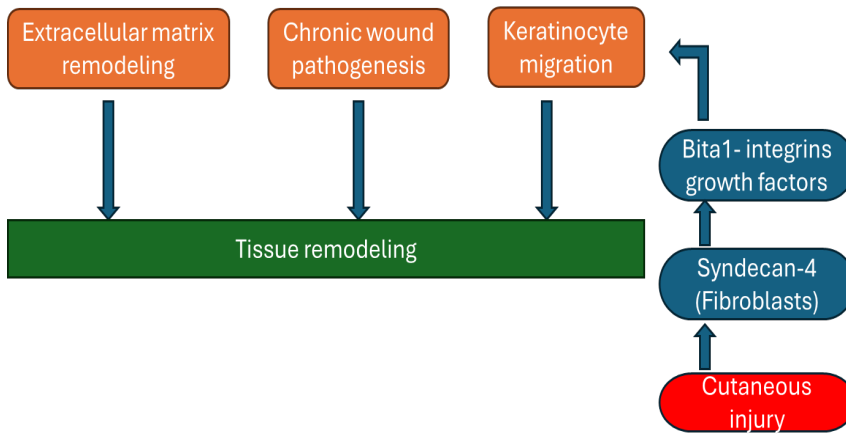 Extracellular matrix
remodeling
Chronic wound
pathogenesis
Keratinocyte
migration
Bita1- integrins
growth factors
Tissue remodeling
Syndecan-4
(Fibroblasts)
Cutaneous
injury